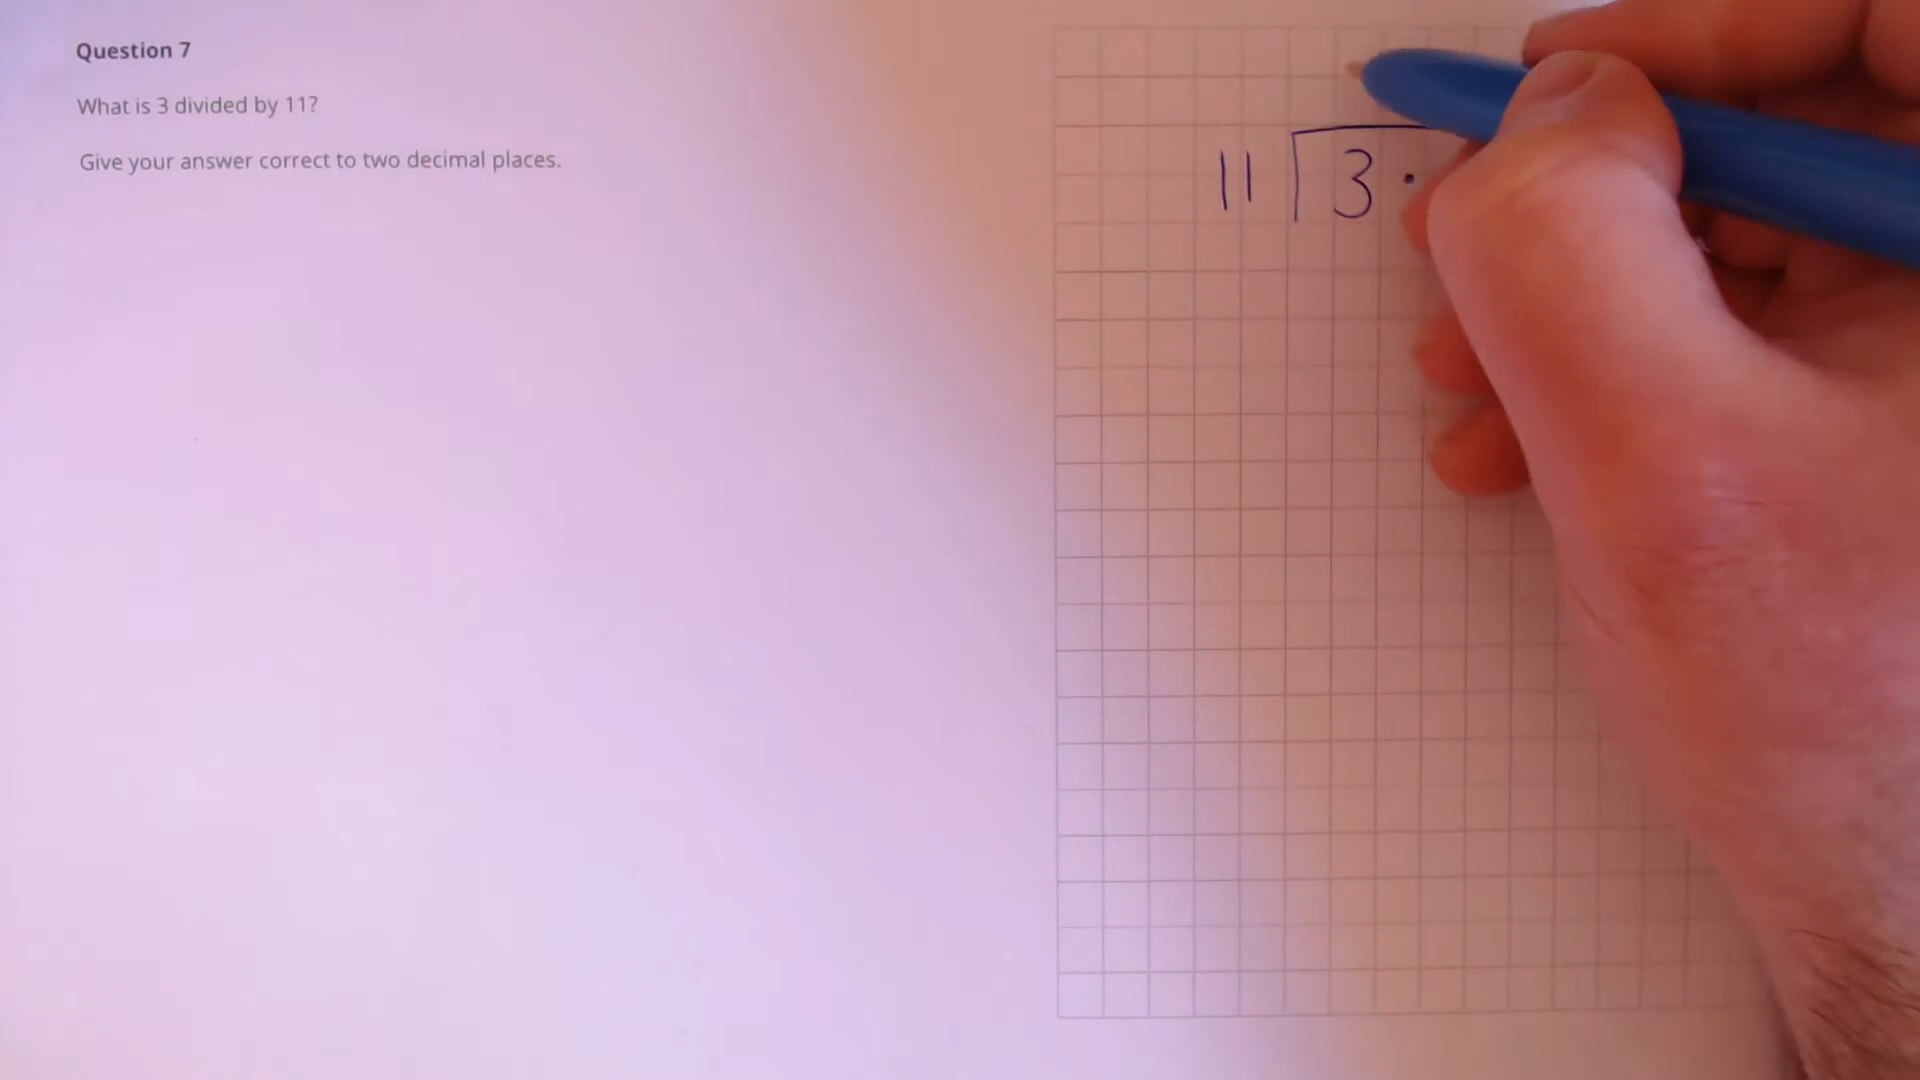 Question 7
What is 3 divided by 11?
Give your answer correct to two decimal places.
11 3.